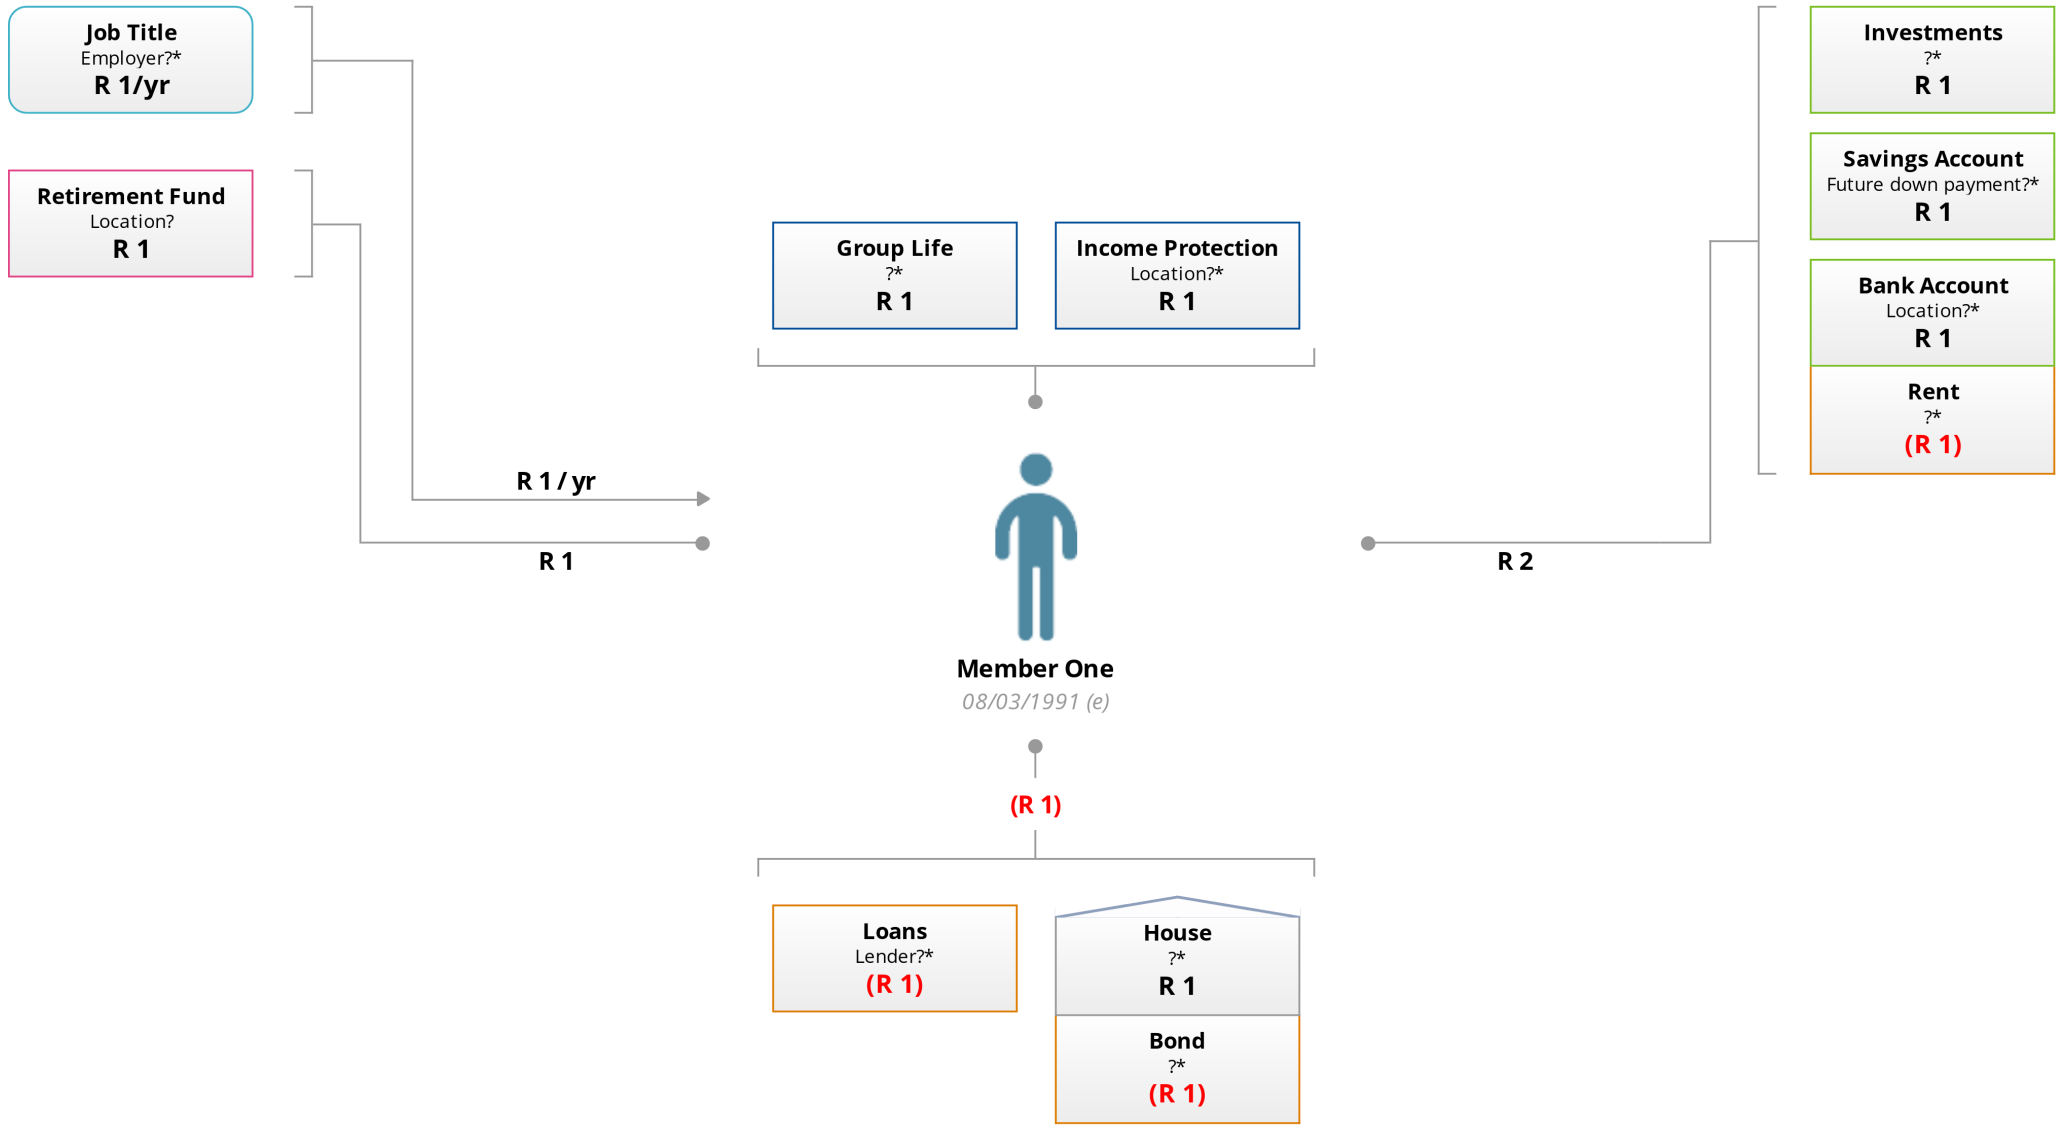 Job Title
Employer?*
R 1/yr
Retirement Fund
Location?
R 1
R 1 / yr
R 1
Group Life
?*
R 1
Income Protection
Location?*
R 1
Member One
08/03/1991 (e)
(R 1)
Loans
Lender?*
(R 1)
House
?*
R 1
Bond
?*
(R 1)
R 2
Investments
?*
R 1
Savings Account
Future down payment?*
R 1
Bank Account
Location?*
R 1
Rent
?*
(R 1)